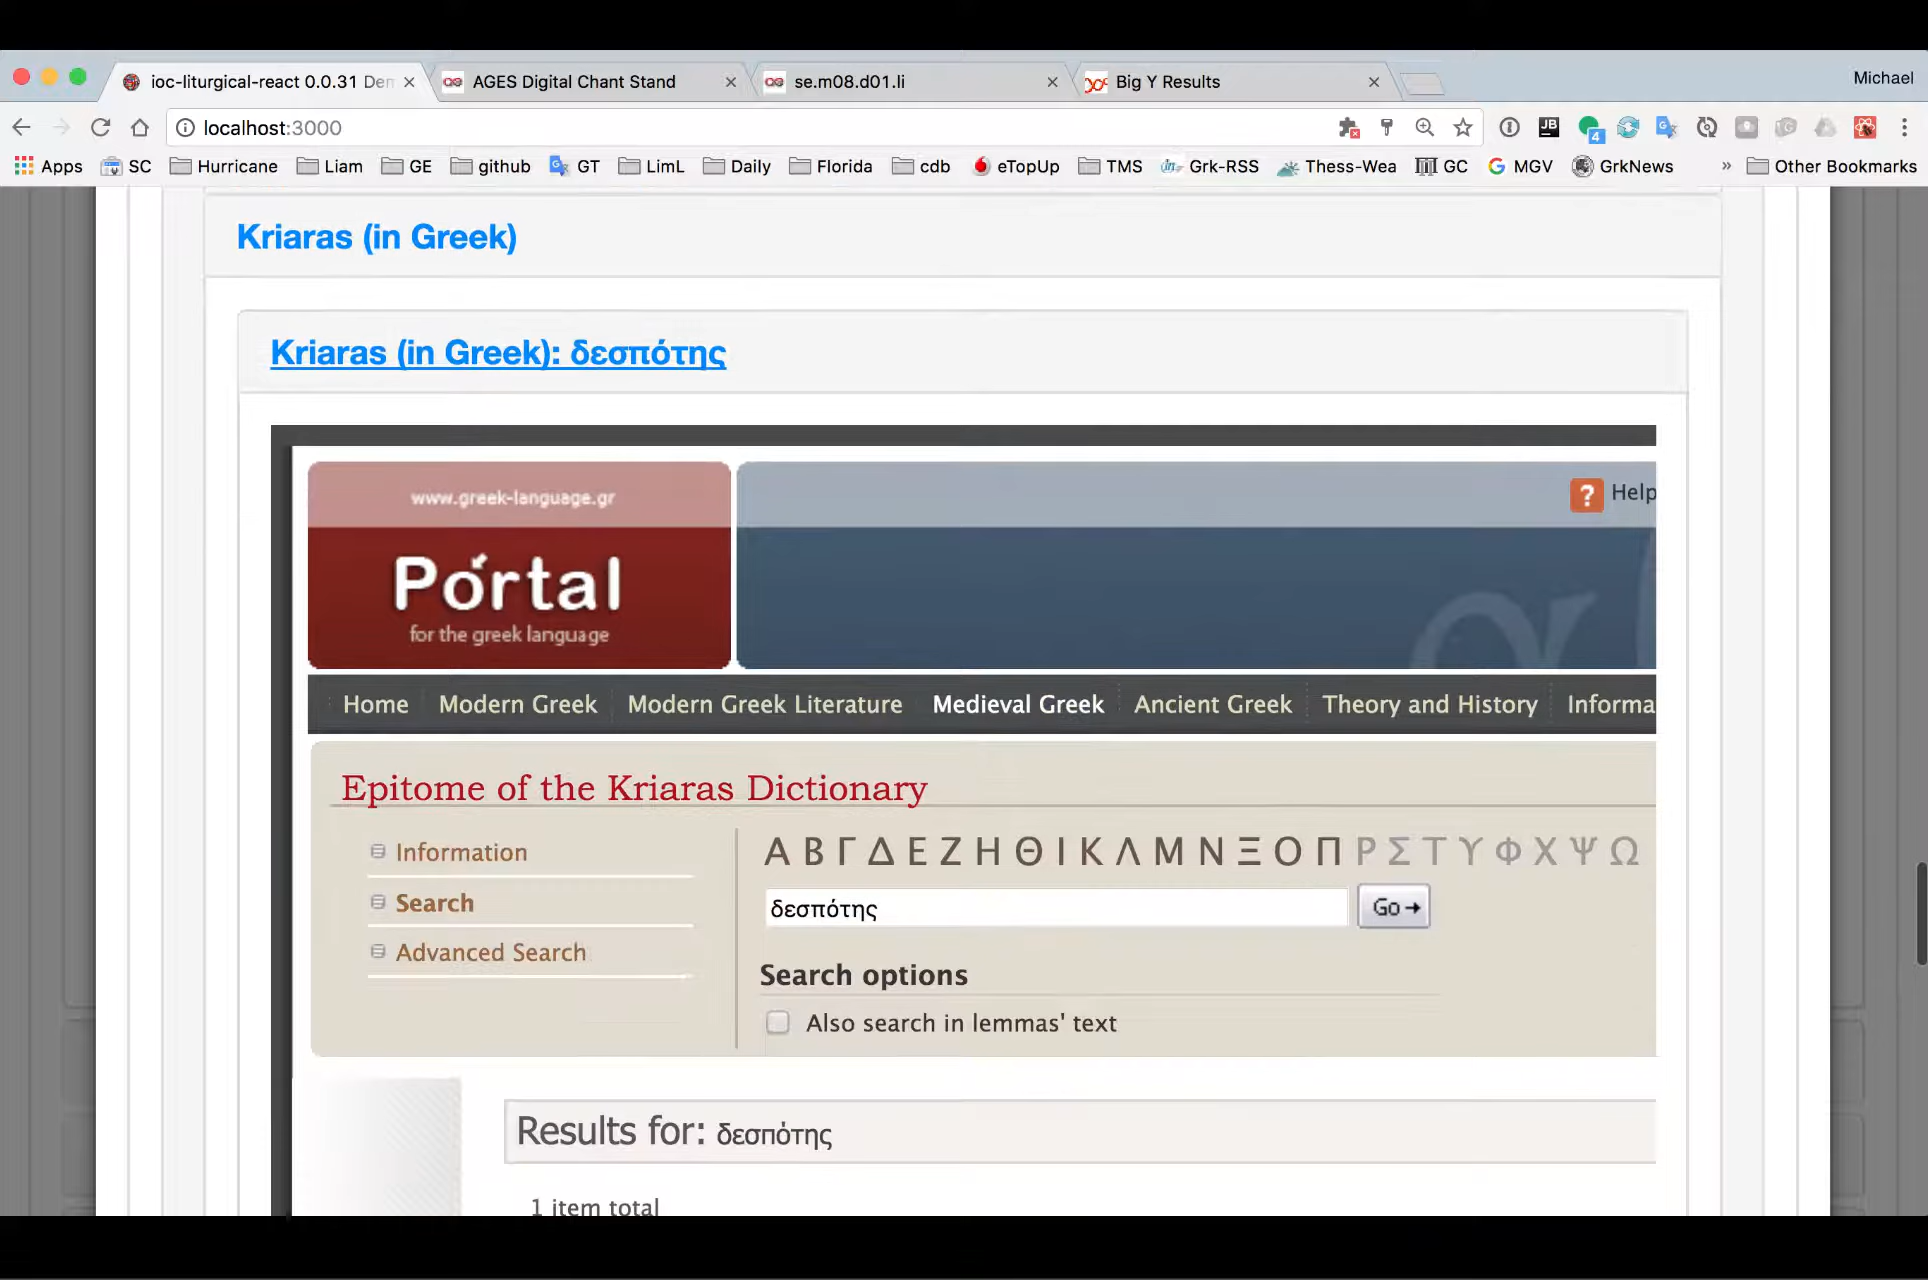 ioc-liturgical-react 0.0.31 Den
AGES Digital Chant Stand
se.m08.d01.li
Big Y Results
Michael
localhost:3000
JB
4
Apps
SC
Hurricane
Liam
GE
github
GT
LimL
Daily
Florida
cdb
eTopUp
TMS
Grk-RSS
Thess-Wea
GC
MGV
GrkNews
»
Other Bookmarks
Kriaras (in Greek)
Kriaras (in Greek): δεσπότης
www.greek-language.gr
? Help
Pórtal
for the greek language
Home
Modern Greek
Modern Greek Literature
Medieval Greek
Ancient Greek
Theory and History
Informa
Epitome of the Kriaras Dictionary
Information
Search
Advanced Search
Α Β Γ Δ Ε Ζ Η Θ Ι Κ Λ Μ Ν Ξ Ο Π Ρ Σ Τ Υ Φ Χ Ψ Ω
δεσπότης
Go
Search options
Also search in lemmas' text
Results for: δεσπότης
1 item total